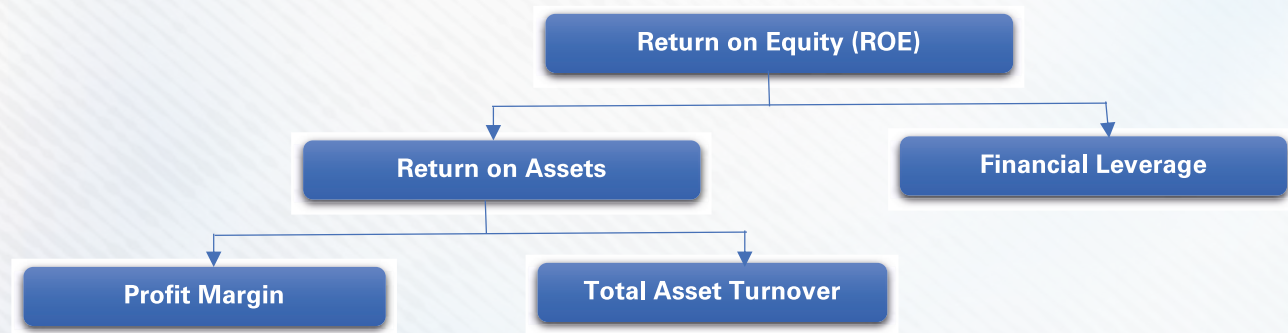 Return on Equity (ROE)
Return on Assets
Financial Leverage
Profit Margin
Total Asset Turnover